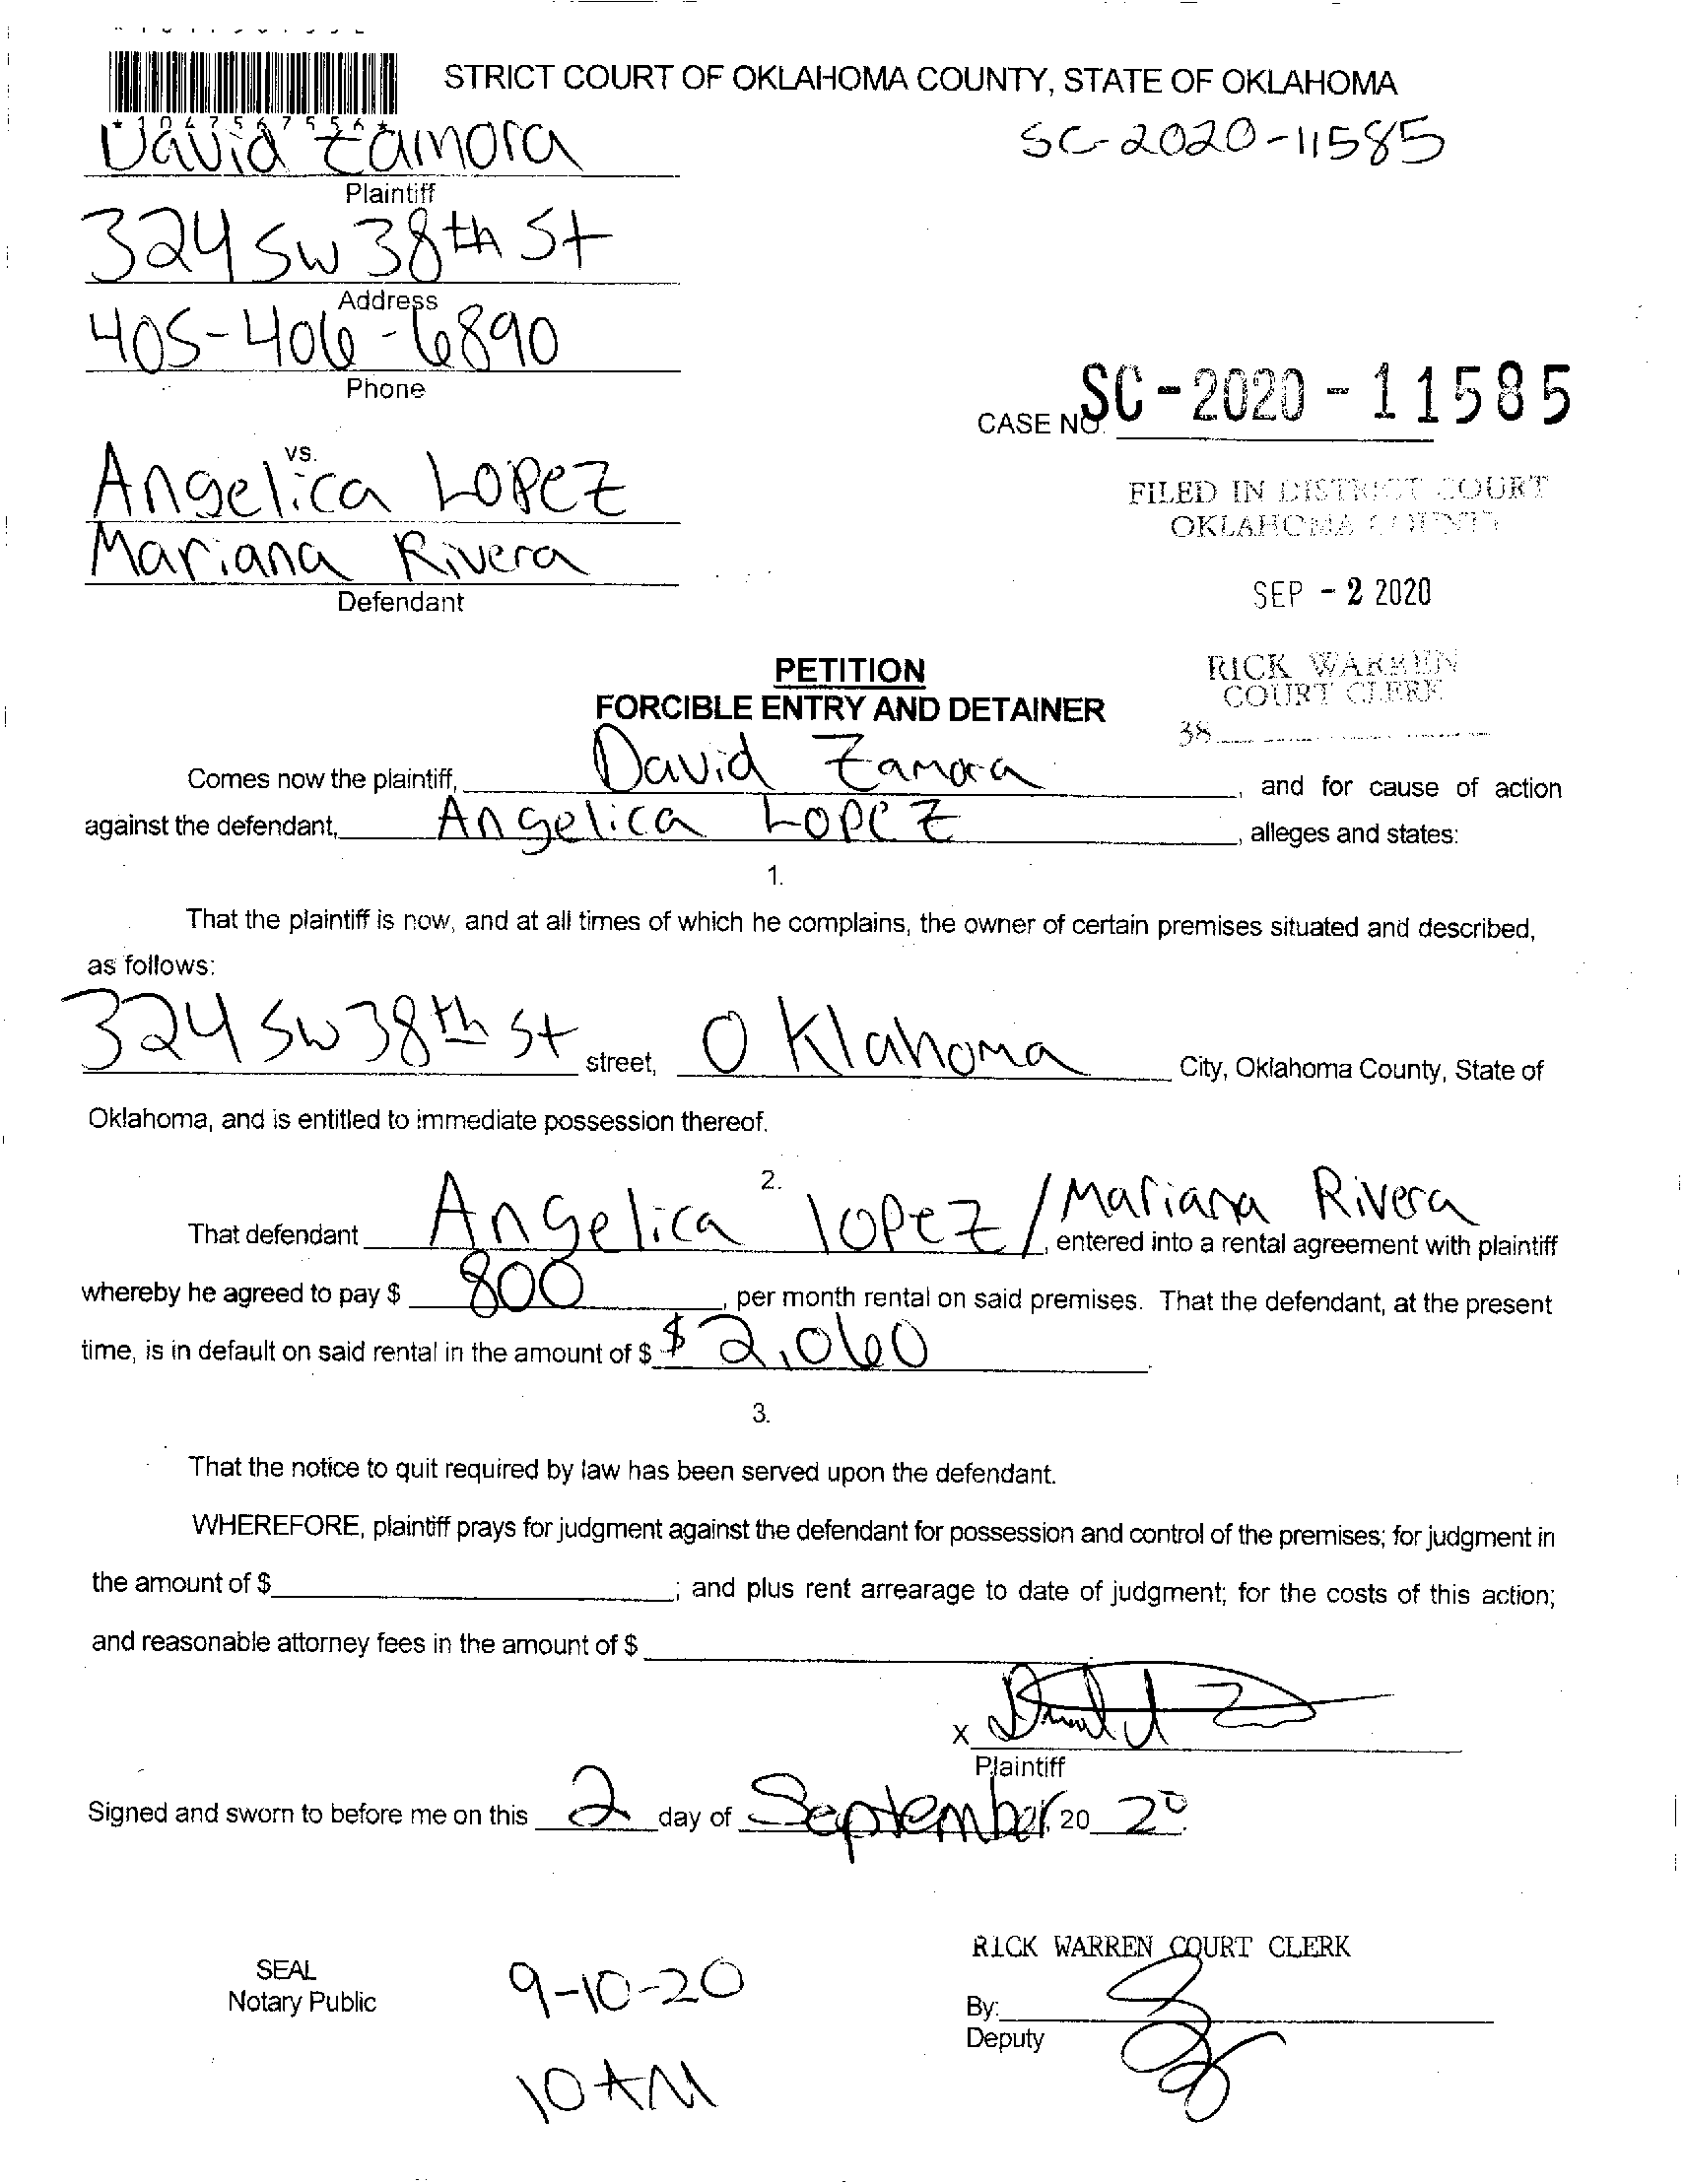 STRICT COURT OF OKLAHOMA COUNTY, STATE OF OKLAHOMA
*1047567556*
David Zamora
SC-2020-11585
Plaintiff
324 SW 38th St
Address
405-406-6890
Phone
CASE NO. SC-2020-11585
vs.
Angelica Lopez
Mariana Rivera
Defendant
FILED IN DISTRICT COURT
OKLAHOMA COUNTY
SEP - 2 2020
RICK WARREN
COURT CLERK
38
PETITION
FORCIBLE ENTRY AND DETAINER
Comes now the plaintiff, David Zamora, and for cause of action
against the defendant, Angelica Lopez, alleges and states:
1.
That the plaintiff is now, and at all times of which he complains, the owner of certain premises situated and described,
as follows:
324 SW 38th St street, Oklahoma City, Oklahoma County, State of
Oklahoma, and is entitled to immediate possession thereof.
2.
That defendant Angelica lopez / Mariana Rivera, entered into a rental agreement with plaintiff
whereby he agreed to pay $ 800, per month rental on said premises. That the defendant, at the present
time, is in default on said rental in the amount of $ $2,060
3.
That the notice to quit required by law has been served upon the defendant.
WHEREFORE, plaintiff prays for judgment against the defendant for possession and control of the premises; for judgment in
the amount of $ ; and plus rent arrearage to date of judgment; for the costs of this action;
and reasonable attorney fees in the amount of $
X
Plaintiff
Signed and sworn to before me on this 2 day of September, 20 20.
RICK WARREN COURT CLERK
SEAL
Notary Public
9-10-20
10 AM
By:
Deputy